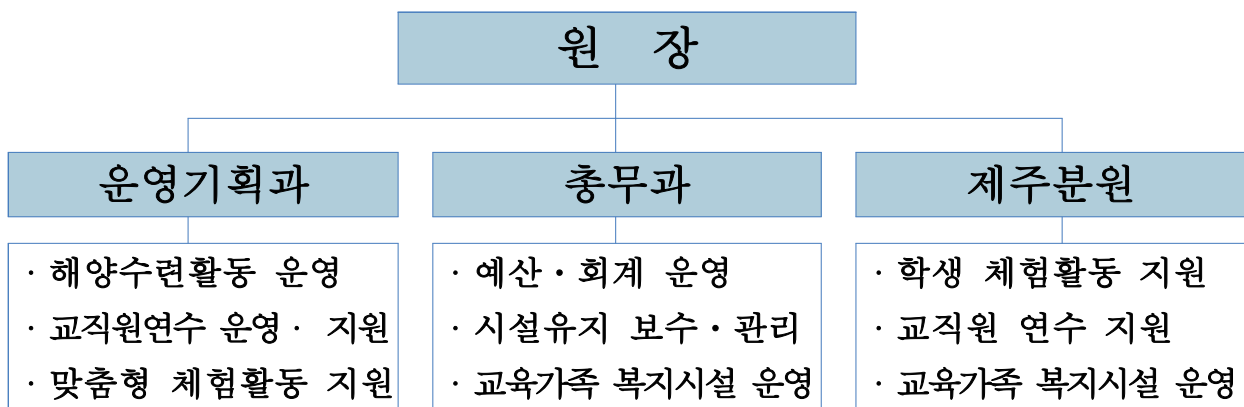 원 장
운영기획과
· 해양수련활동 운영
· 교직원연수 운영· 지원
· 맞춤형 체험활동 지원
총무과
· 예산·회계 운영
· 시설유지 보수·관리
· 교육가족 복지시설 운영
제주분원
· 학생 체험활동 지원
· 교직원 연수 지원
· 교육가족 복지시설 운영